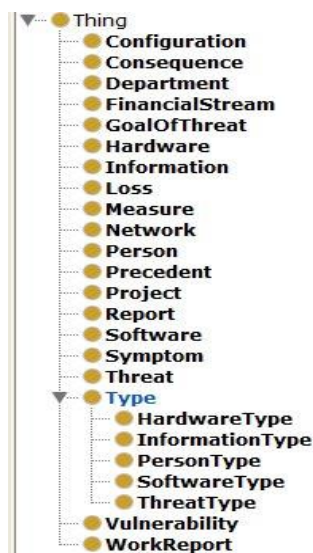 Thing
Configuration
Consequence
Department
FinancialStream
GoalOfThreat
Hardware
Information
Loss
Measure
Network
Person
Precedent
Project
Report
Software
Symptom
Threat
Type
HardwareType
InformationType
PersonType
SoftwareType
ThreatType
Vulnerability
WorkReport